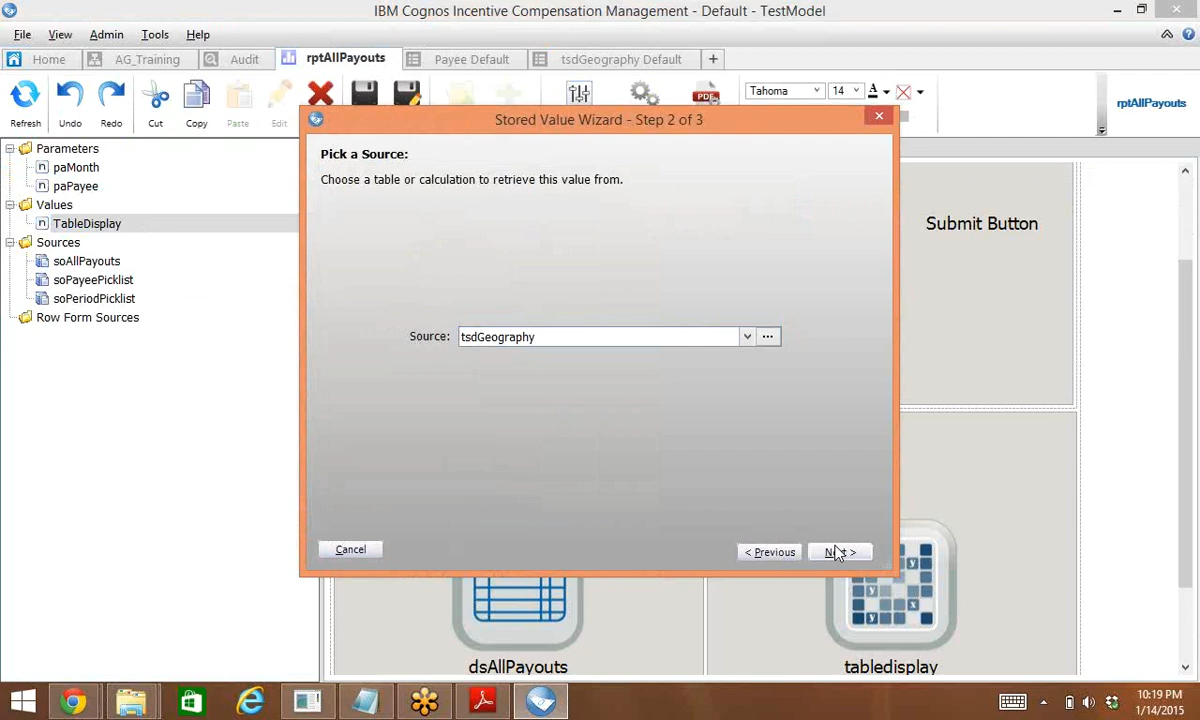 IBM Cognos Incentive Compensation Management - Default - TestModel
File View Admin Tools Help
Home AG_Training Audit rptAllPayouts Payee Default tsdGeography Default +
Tahoma 14 A
PDF
Refresh Undo Redo Cut Copy Paste Edit
rptAllPayouts
Stored Value Wizard - Step 2 of 3
Parameters
paMonth
paPayee
Values
TableDisplay
Sources
soAllPayouts
soPayeePicklist
soPeriodPicklist
Row Form Sources
Pick a Source:
Choose a table or calculation to retrieve this value from.
Source: tsdGeography ...
Cancel < Previous Next >
Submit Button
dsAllPayouts tabledisplay
10:19 PM
1/14/2015